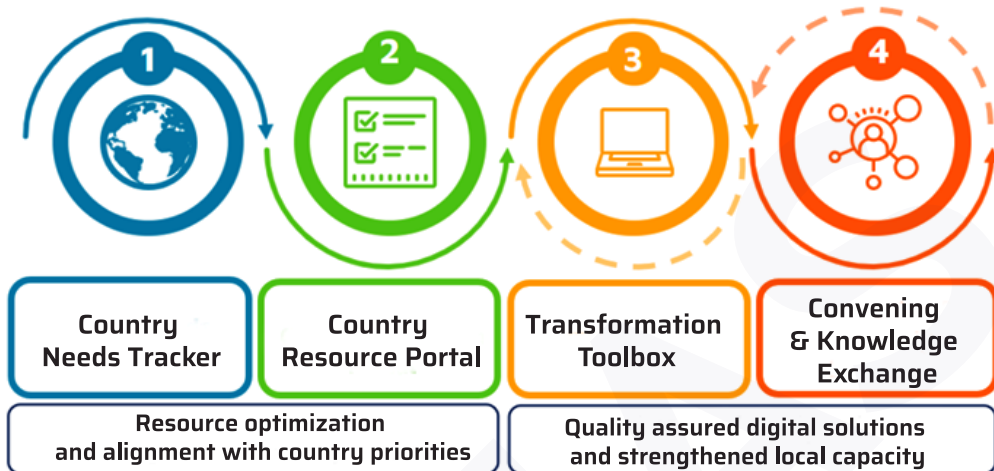 1
2
3
4
Country
Needs Tracker
Country
Resource Portal
Transformation
Toolbox
Convening
& Knowledge
Exchange
Resource optimization
and alignment with country priorities
Quality assured digital solutions
and strengthened local capacity